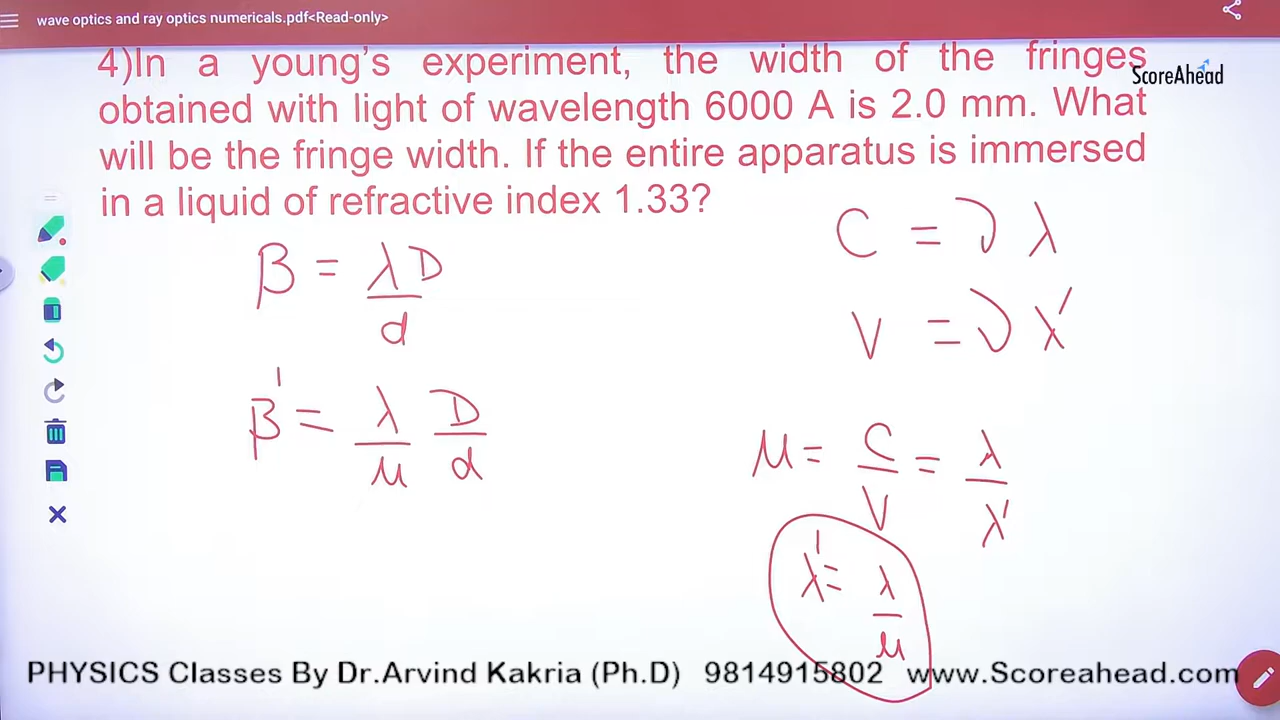 wave optics and ray optics numericals.pdf<Read-only>
4)In a young's experiment, the width of the fringes
ScoreAhead
obtained with light of wavelength 6000 A is 2.0 mm. What
will be the fringe width. If the entire apparatus is immersed
in a liquid of refractive index 1.33?
β = λD/d
β' = λ/μ D/d
C = νλ
V = νλ'
μ = C/V = λ/λ'
λ' = λ/μ
PHYSICS Classes By Dr.Arvind Kakria (Ph.D) 9814915802 www.Scoreahead.com